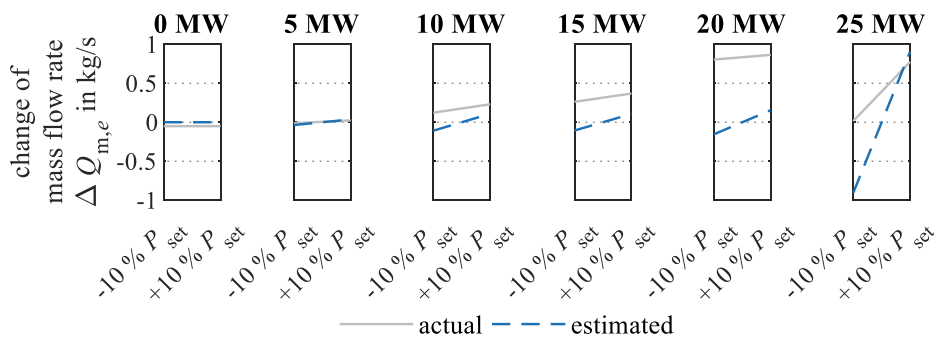 0 MW 5 MW 10 MW 15 MW 20 MW 25 MW
change of
mass flow rate
Δ Qm,e in kg/s
1
0.5
0
-0.5
-1
-10 % P set +10 % P set -10 % P set +10 % P set -10 % P set +10 % P set -10 % P set +10 % P set -10 % P set +10 % P set -10 % P set +10 % P set
actual estimated